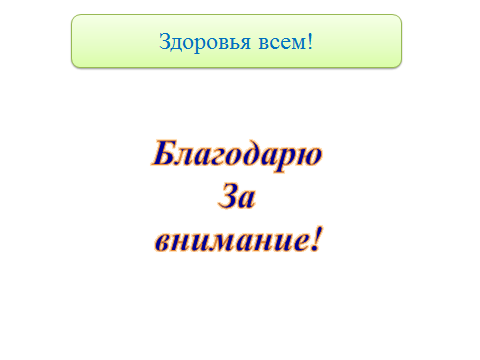 Здоровья всем!
Благодарю
За
внимание!